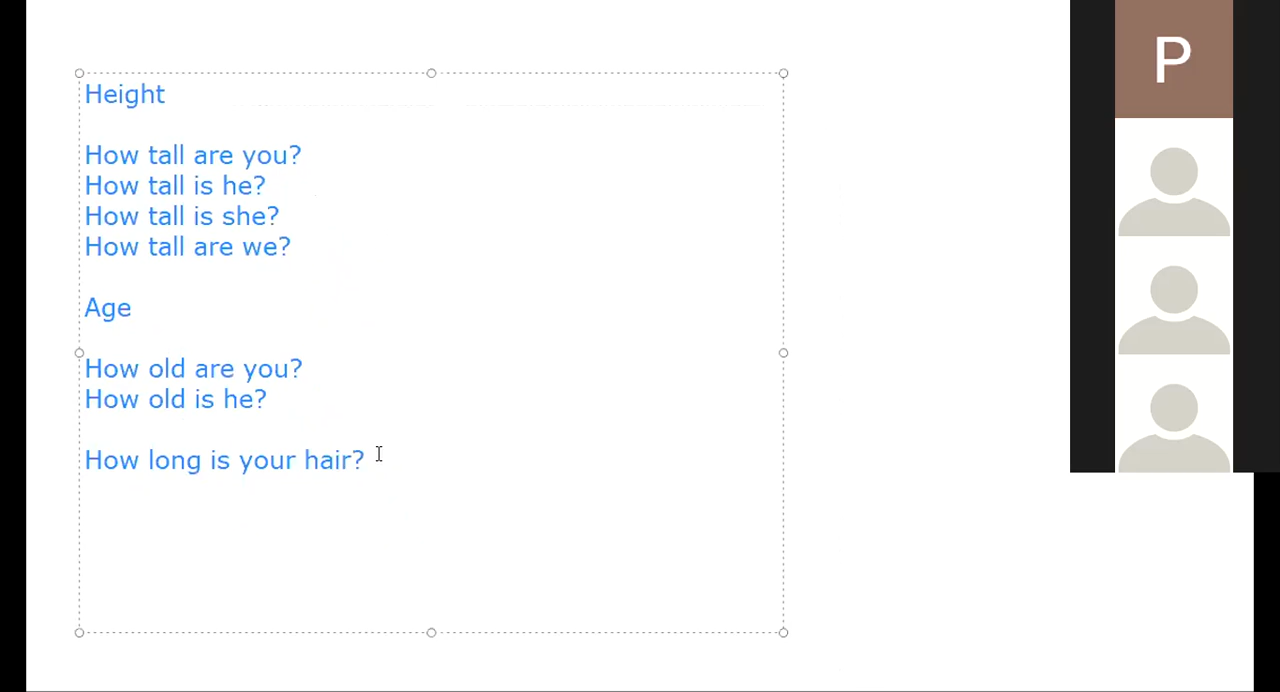 Height
How tall are you?
How tall is he?
How tall is she?
How tall are we?
Age
How old are you?
How old is he?
How long is your hair?
P